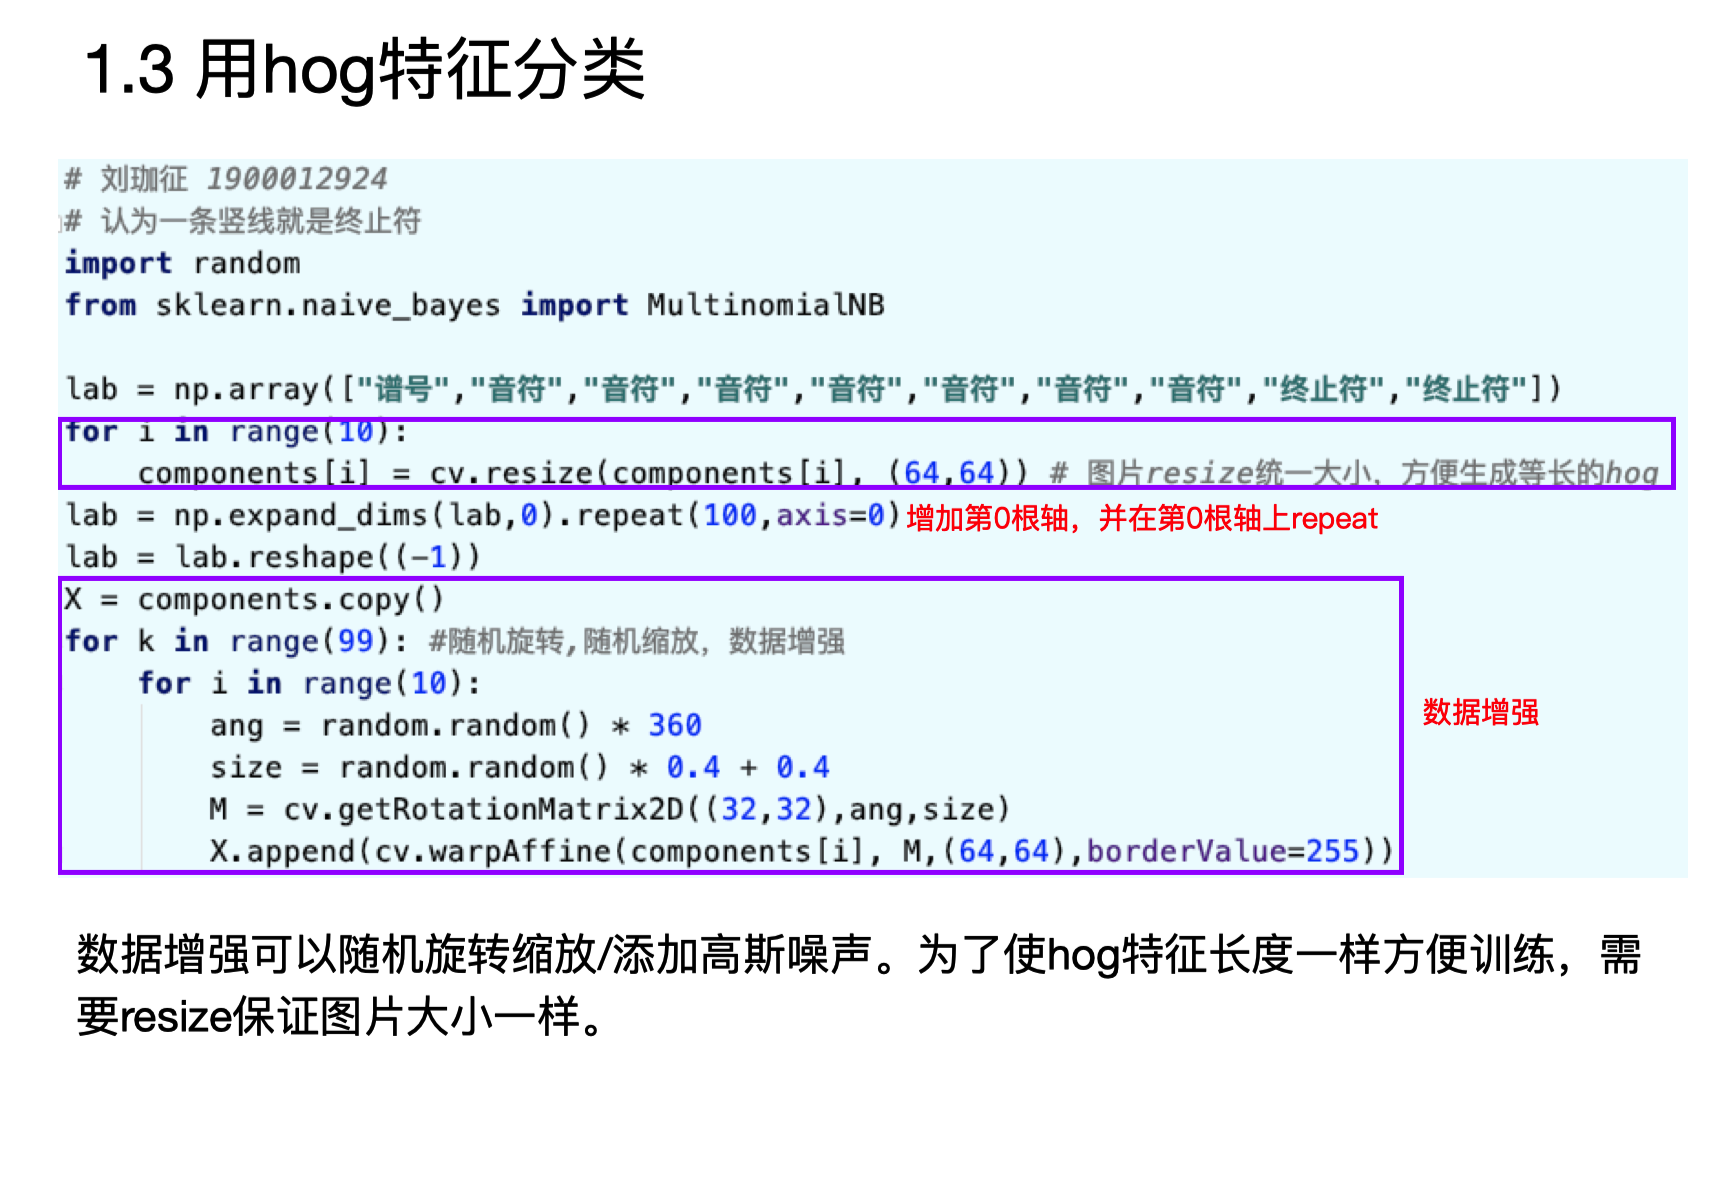 1.3 用hog特征分类
# 刘珈征 1900012924
# 认为一条竖线就是终止符
import random
from sklearn.naive_bayes import MultinomialNB
lab = np.array(["谱号","音符","音符","音符","音符","音符","音符","音符","终止符","终止符"])
for i in range(10):
    components[i] = cv.resize(components[i], (64,64)) # 图片resize统一大小，方便生成等长的hog
lab = np.expand_dims(lab,0).repeat(100,axis=0) 增加第0根轴，并在第0根轴上repeat
lab = lab.reshape((-1))
X = components.copy()
for k in range(99): #随机旋转,随机缩放，数据增强
    for i in range(10):
        ang = random.random() * 360
数据增强
        size = random.random() * 0.4 + 0.4
        M = cv.getRotationMatrix2D((32,32),ang,size)
        X.append(cv.warpAffine(components[i], M,(64,64),borderValue=255))
数据增强可以随机旋转缩放/添加高斯噪声。为了使hog特征长度一样方便训练，需
要resize保证图片大小一样。